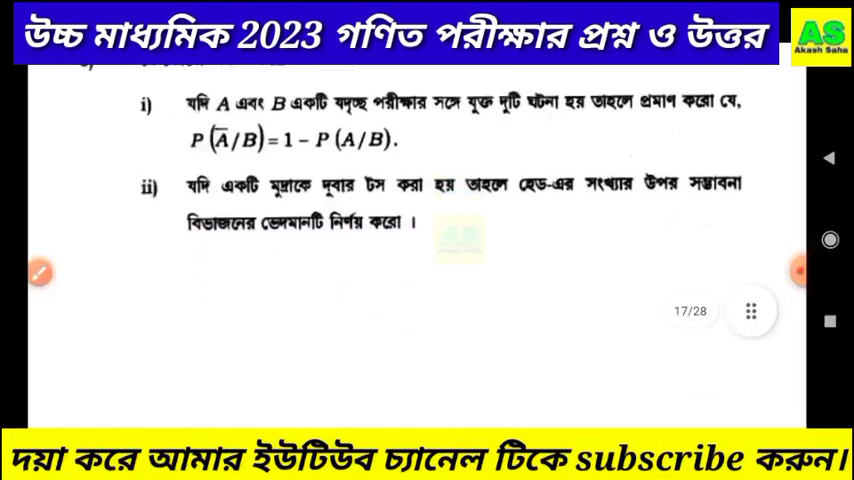 উচ্চ মাধ্যমিক 2023 গণিত পরীক্ষার প্রশ্ন ও উত্তর
AS
Akash Saha
i) যদি A এবং B একটি যদৃচ্ছ পরীক্ষার সঙ্গে যুক্ত দুটি ঘটনা হয় তাহলে প্রমাণ করো যে,
P (A̅/B) = 1 − P (A/B).
ii) যদি একটি মুদ্রাকে দুবার টস করা হয় তাহলে হেড-এর সংখ্যার উপর সম্ভাবনা
বিভাজনের ভেদমানটি নির্ণয় করো ।
AS
17/28
দয়া করে আমার ইউটিউব চ্যানেল টিকে subscribe করুন।